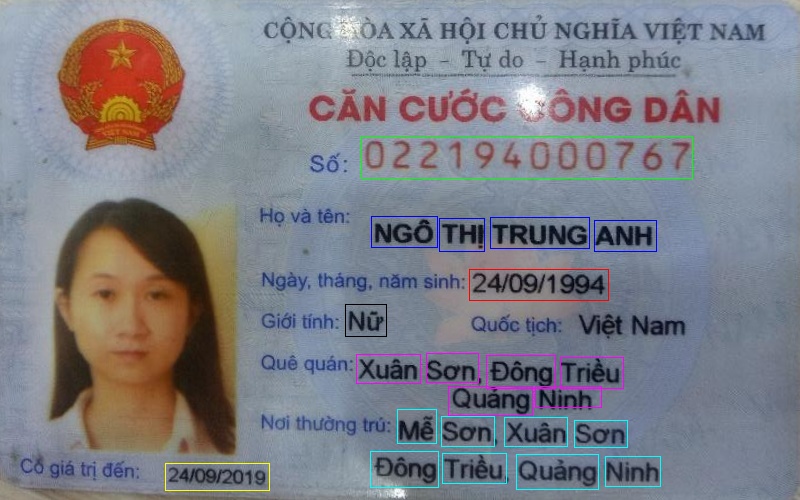 CỘNG HÒA XÃ HỘI CHỦ NGHĨA VIỆT NAM
Độc lập - Tự do - Hạnh phúc
CĂN CƯỚC CÔNG DÂN
Số: 022194000767
Họ và tên: NGÔ THỊ TRUNG ANH
Ngày, tháng, năm sinh: 24/09/1994
Giới tính: Nữ Quốc tịch: Việt Nam
Quê quán: Xuân Sơn, Đông Triều
Quảng Ninh
Nơi thường trú: Mễ Sơn, Xuân Sơn
Đông Triều, Quảng Ninh
Có giá trị đến: 24/09/2019
VIỆT NAM